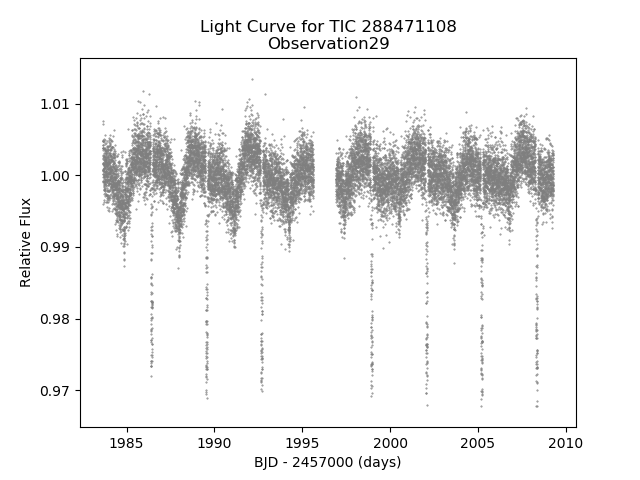 Light Curve for TIC 288471108
Observation29
1.01
1.00
0.99
0.98
0.97
Relative Flux
1985
1990
1995
2000
2005
2010
BJD - 2457000 (days)